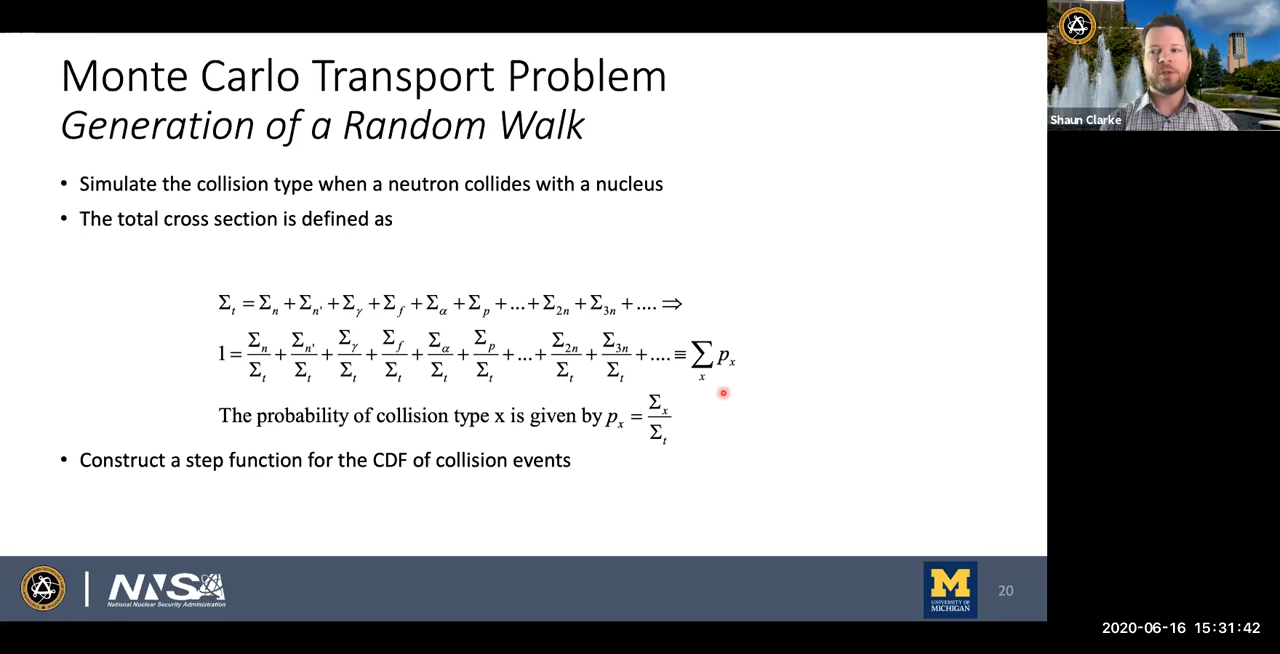 Monte Carlo Transport Problem
Generation of a Random Walk
• Simulate the collision type when a neutron collides with a nucleus
• The total cross section is defined as
Σt = Σn + Σn' + Σγ + Σf + Σα + Σp + ... + Σ2n + Σ3n + .... ⇒
1 = Σn/Σt + Σn'/Σt + Σγ/Σt + Σf/Σt + Σα/Σt + Σp/Σt + ... + Σ2n/Σt + Σ3n/Σt + .... ≡ ∑x px
The probability of collision type x is given by px = Σx/Σt
• Construct a step function for the CDF of collision events
NNSA
National Nuclear Security Administration
M
UNIVERSITY OF
MICHIGAN
20
Shaun Clarke
2020-06-16 15:31:42